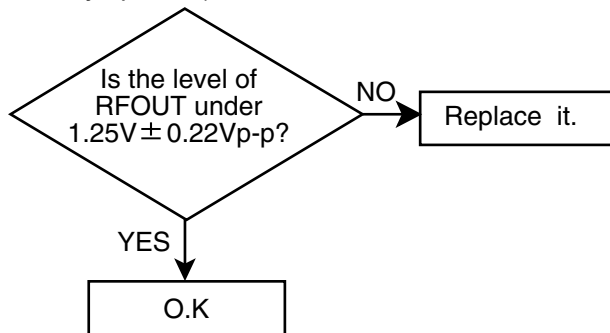 Is the level of
RFOUT under
1.25V ± 0.22Vp-p?
NO
Replace it.
YES
O.K